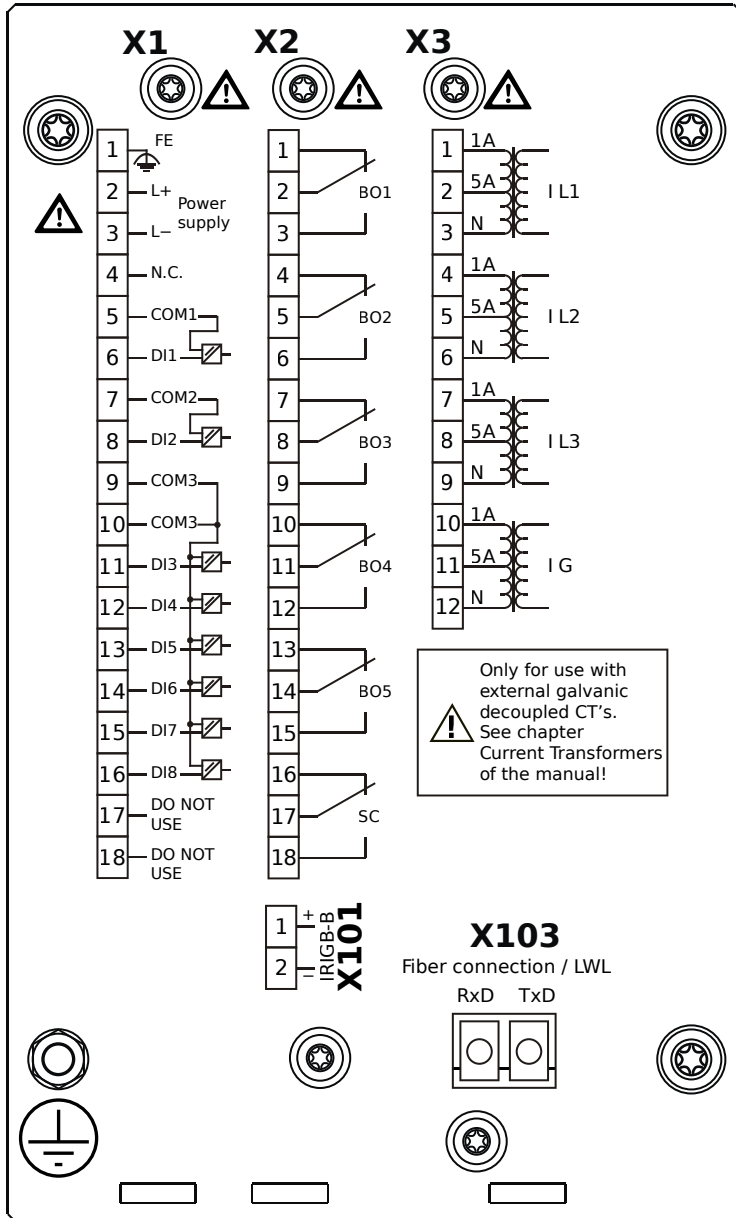 X1 X2 X3
1 FE
2 L+
3 L−
Power
supply
4 N.C.
5 COM1
6 DI1
7 COM2
8 DI2
9 COM3
10 COM3
11 DI3
12 DI4
13 DI5
14 DI6
15 DI7
16 DI8
17 DO NOT
USE
18 DO NOT
USE
1
2 BO1
3
4
5 BO2
6
7
8 BO3
9
10
11 BO4
12
13
14 BO5
15
16
17 SC
18
1 1A
2 5A I L1
3 N
4 1A
5 5A I L2
6 N
7 1A
8 5A I L3
9 N
10 1A
11 5A I G
12 N
Only for use with
external galvanic
decoupled CT's.
See chapter
Current Transformers
of the manual!
1 +
2 −
IRIGB-B
X101
X103
Fiber connection / LWL
RxD TxD